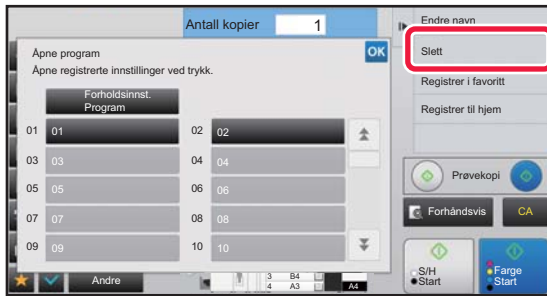 Antall kopier 1
Åpne program
OK
Åpne registrerte innstillinger ved trykk.
Forholdsinnst.
Program
01 01
02 02
03 03
04 04
05 05
06 06
07 07
08 08
09 09
10 10
Andre
3 B4
4 A3
A4
Endre navn
Slett
Registrer i favoritt
Registrer til hjem
Prøvekopi
Forhåndsvis
CA
S/H
Start
Farge
Start